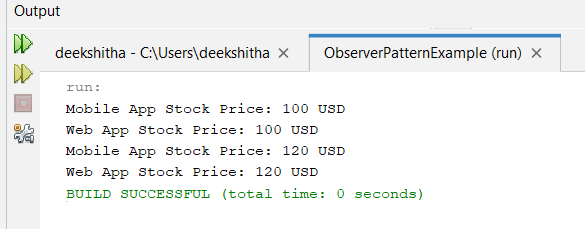 Output
deekshitha - C:\Users\deekshitha × ObserverPatternExample (run) ×
run:
Mobile App Stock Price: 100 USD
Web App Stock Price: 100 USD
Mobile App Stock Price: 120 USD
Web App Stock Price: 120 USD
BUILD SUCCESSFUL (total time: 0 seconds)